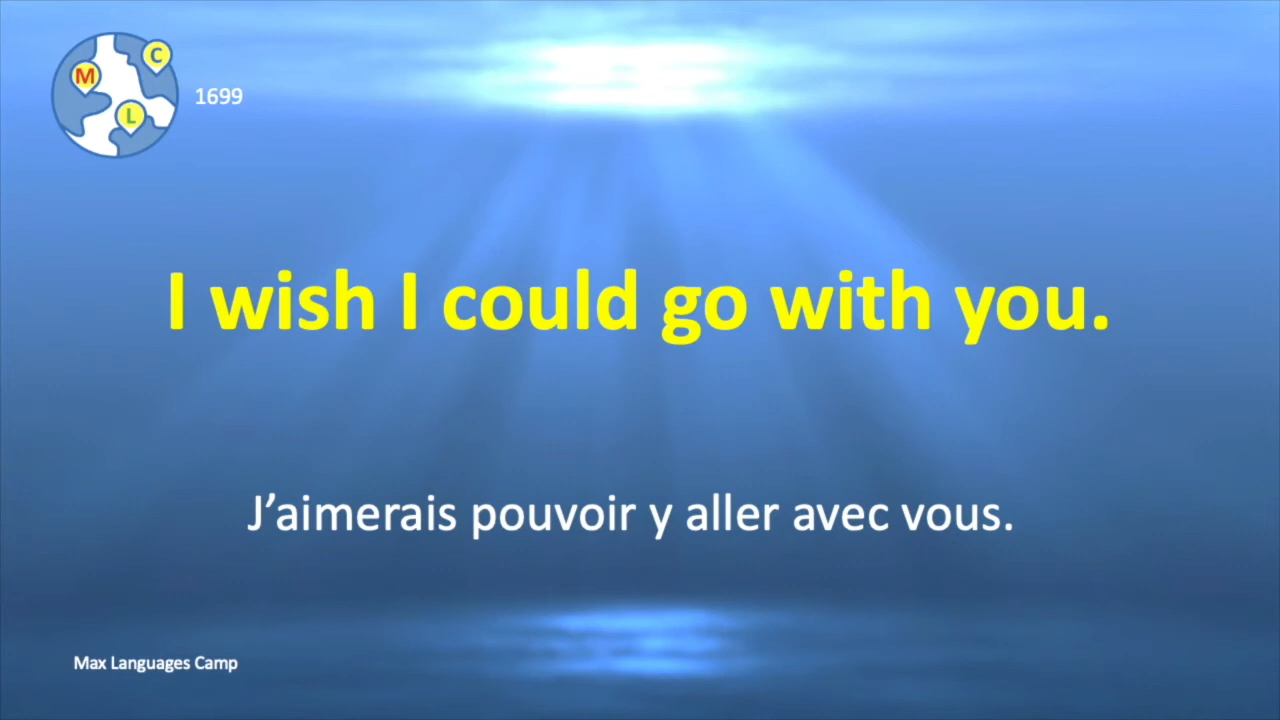 M
C
L
1699
I wish I could go with you.
J’aimerais pouvoir y aller avec vous.
Max Languages Camp